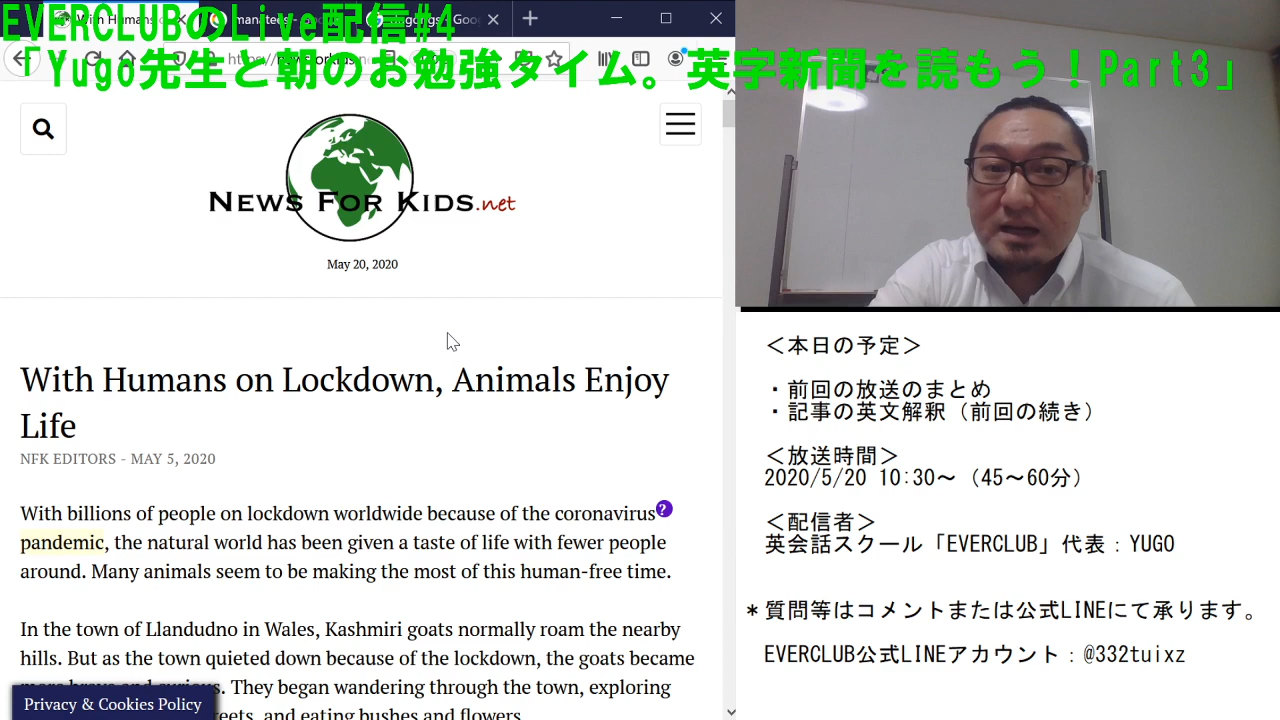 EVERCLUBのLive配信#4
「Yugo先生と朝のお勉強タイム。英字新聞を読もう！Part3」
NEWS FOR KIDS.net
May 20, 2020
With Humans on Lockdown, Animals Enjoy
Life
NFK EDITORS - MAY 5, 2020
With billions of people on lockdown worldwide because of the coronavirus ?
pandemic, the natural world has been given a taste of life with fewer people
around. Many animals seem to be making the most of this human-free time.
In the town of Llandudno in Wales, Kashmiri goats normally roam the nearby
hills. But as the town quieted down because of the lockdown, the goats became
They began wandering through the town, exploring
and eating bushes and flowers.
Privacy & Cookies Policy
＜本日の予定＞
・前回の放送のまとめ
・記事の英文解釈（前回の続き）
＜放送時間＞
2020/5/20 10:30～（45～60分）
＜配信者＞
英会話スクール「EVERCLUB」代表：YUGO
＊質問等はコメントまたは公式LINEにて承ります。
EVERCLUB公式LINEアカウント：@332tuixz